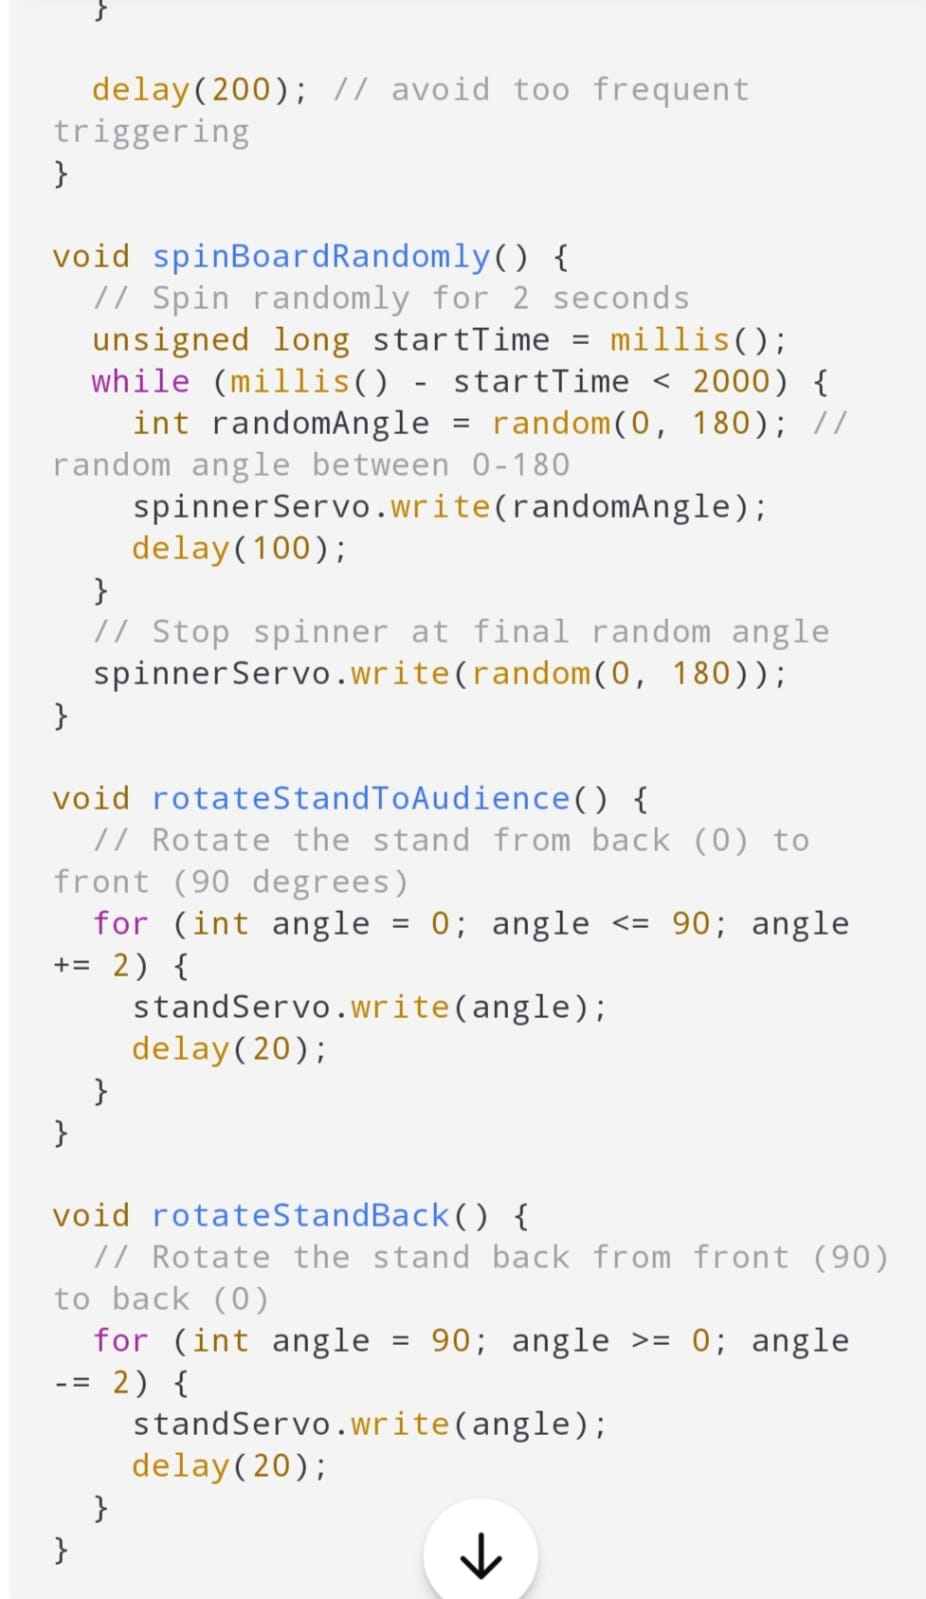 }
delay(200); // avoid too frequent
triggering
}
void spinBoardRandomly() {
// Spin randomly for 2 seconds
unsigned long startTime = millis();
while (millis() - startTime < 2000) {
int randomAngle = random(0, 180); //
random angle between 0-180
spinnerServo.write(randomAngle);
delay(100);
}
// Stop spinner at final random angle
spinnerServo.write(random(0, 180));
}
void rotateStandToAudience() {
// Rotate the stand from back (0) to
front (90 degrees)
for (int angle = 0; angle <= 90; angle
+= 2) {
standServo.write(angle);
delay(20);
}
}
void rotateStandBack() {
// Rotate the stand back from front (90)
to back (0)
for (int angle = 90; angle >= 0; angle
-= 2) {
standServo.write(angle);
delay(20);
}
}